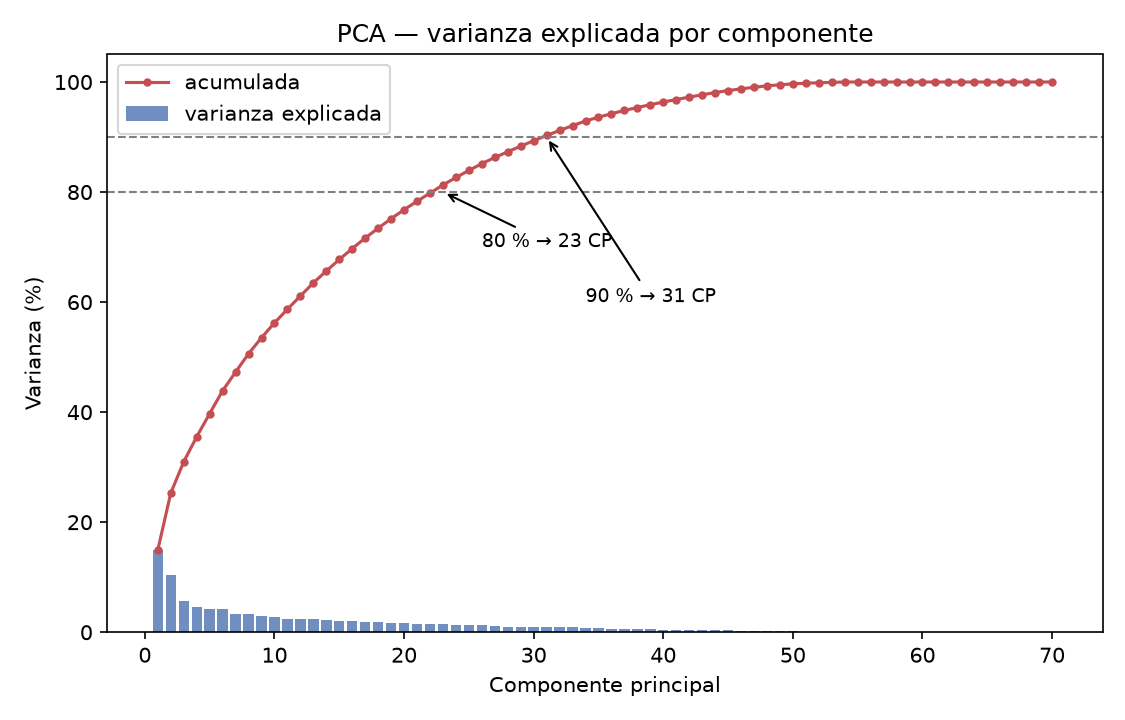 PCA — varianza explicada por componente
acumulada
varianza explicada
100
80
60
40
20
0
Varianza (%)
80 % → 23 CP
90 % → 31 CP
0 10 20 30 40 50 60 70
Componente principal